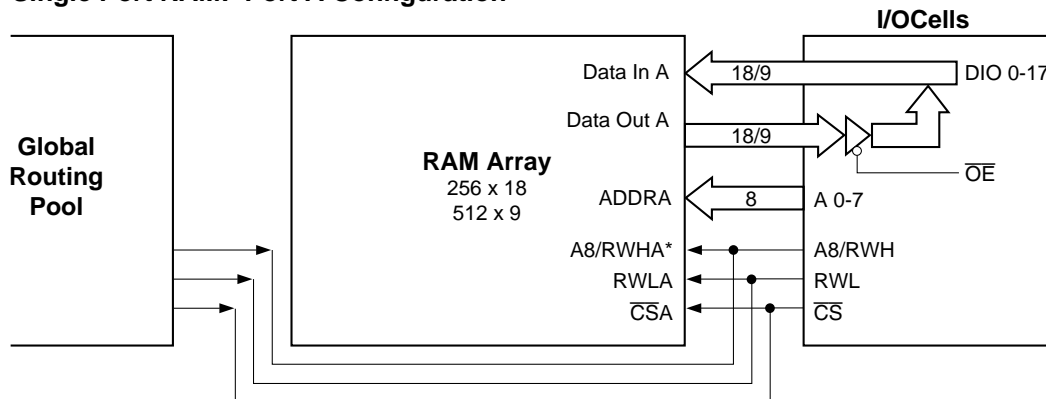 Single Port RAM: Port A Configuration
I/OCells
Data In A
18/9
DIO 0-17
Data Out A
18/9
Global
Routing
Pool
RAM Array
256 x 18
512 x 9
OE
ADDRA
8
A 0-7
A8/RWHA*
A8/RWH
RWLA
RWL
CSA
CS